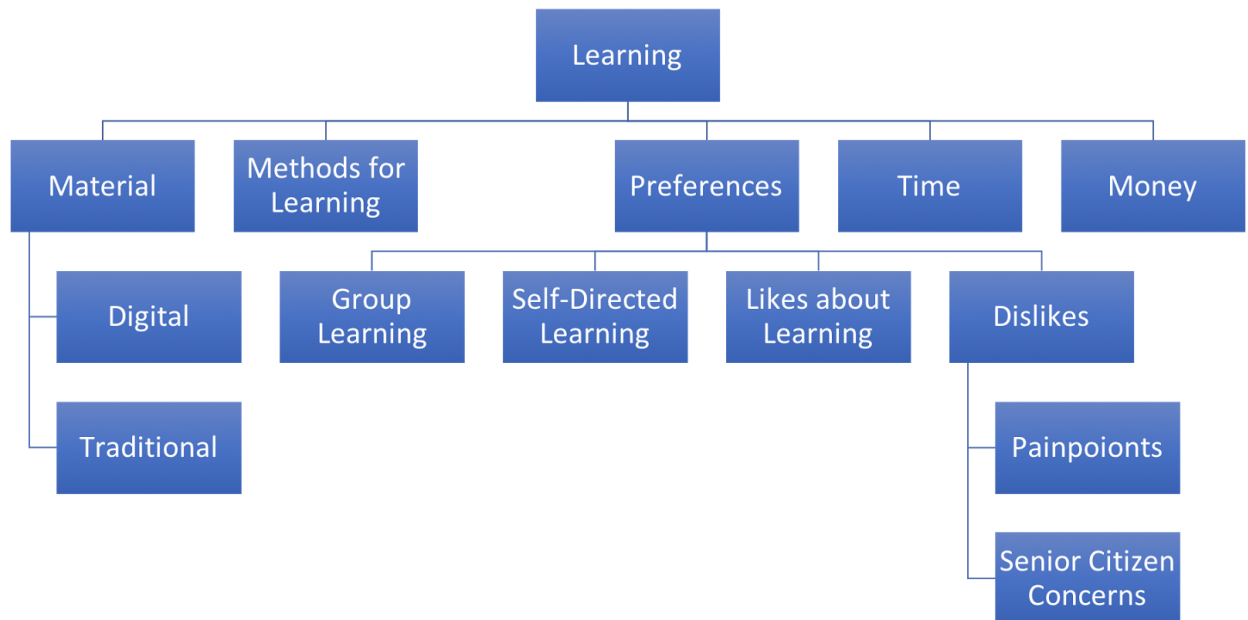 Learning
Material
Methods for
Learning
Preferences
Time
Money
Digital
Traditional
Group
Learning
Self-Directed
Learning
Likes about
Learning
Dislikes
Painpoionts
Senior Citizen
Concerns